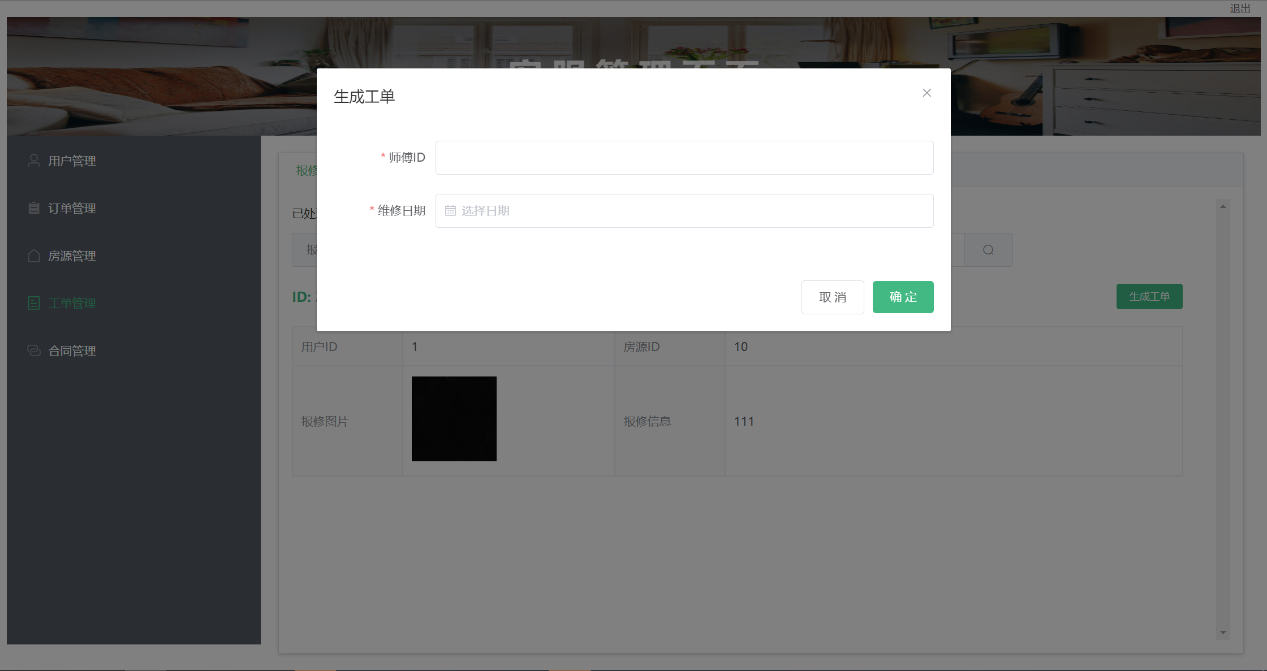 退出
生成工单
* 师傅ID
* 维修日期
选择日期
取 消
确 定
用户管理
订单管理
房源管理
工单管理
合同管理
报修
已处
报
ID:
生成工单
用户ID
1
房源ID
10
报修图片
报修信息
111